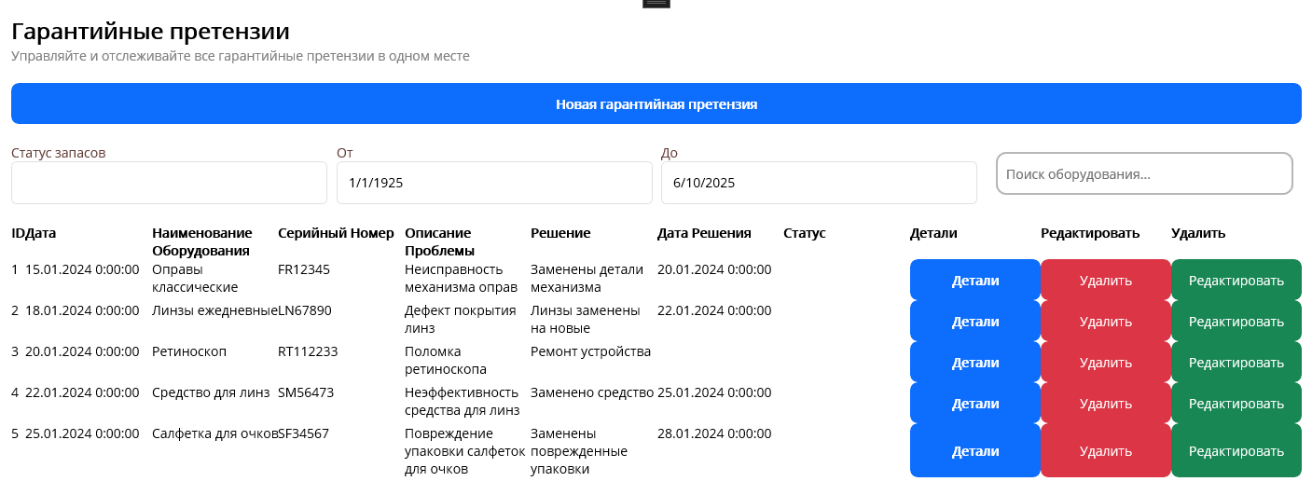 Гарантийные претензии
Управляйте и отслеживайте все гарантийные претензии в одном месте
Новая гарантийная претензия
Статус запасов От До
1/1/1925 6/10/2025 Поиск оборудования...
ID Дата Наименование Серийный Номер Описание Решение Дата Решения Статус Детали Редактировать Удалить
Оборудования Проблемы
1 15.01.2024 0:00:00 Оправы FR12345 Неисправность Заменены детали 20.01.2024 0:00:00
классические механизма оправ механизма
Детали Удалить Редактировать
2 18.01.2024 0:00:00 Линзы ежедневные LN67890 Дефект покрытия Линзы заменены 22.01.2024 0:00:00
линз на новые
Детали Удалить Редактировать
3 20.01.2024 0:00:00 Ретиноскоп RT112233 Поломка Ремонт устройства
ретиноскопа
Детали Удалить Редактировать
4 22.01.2024 0:00:00 Средство для линз SM56473 Неэффективность Заменено средство 25.01.2024 0:00:00
средства для линз
Детали Удалить Редактировать
5 25.01.2024 0:00:00 Салфетка для очков SF34567 Повреждение Заменены 28.01.2024 0:00:00
упаковки салфеток поврежденные
для очков упаковки
Детали Удалить Редактировать